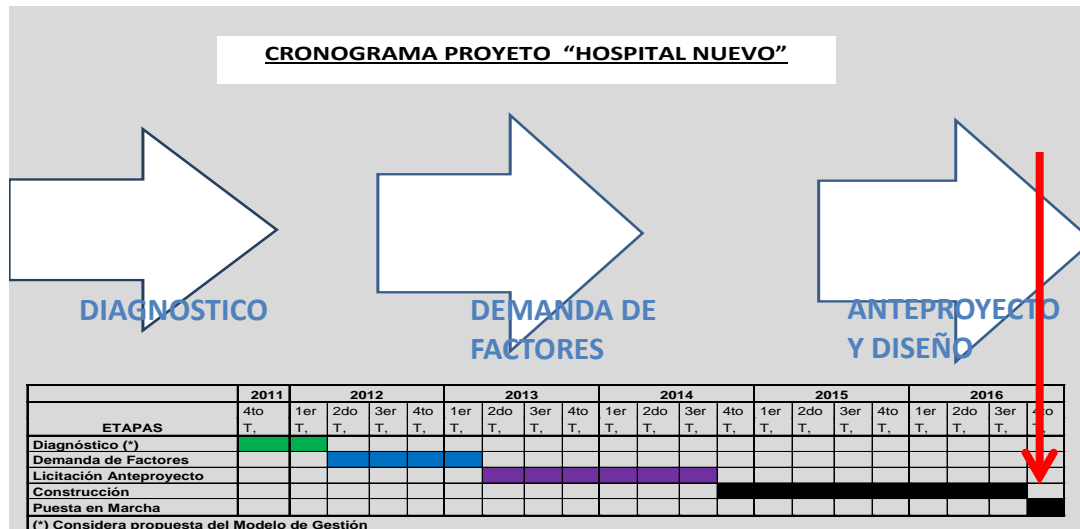 CRONOGRAMA PROYETO “HOSPITAL NUEVO”
DIAGNOSTICO
DEMANDA DE
FACTORES
ANTEPROYECTO
Y DISEÑO
2011 2012 2013 2014 2015 2016
4to 1er 2do 3er 4to 1er 2do 3er 4to 1er 2do 3er 4to 1er 2do 3er 4to 1er 2do 3er 4to
ETAPAS T, T, T, T, T, T, T, T, T, T, T, T, T, T, T, T, T, T, T, T, T,
Diagnóstico (*)
Demanda de Factores
Licitación Anteproyecto
Construcción
Puesta en Marcha
(*) Considera propuesta del Modelo de Gestión